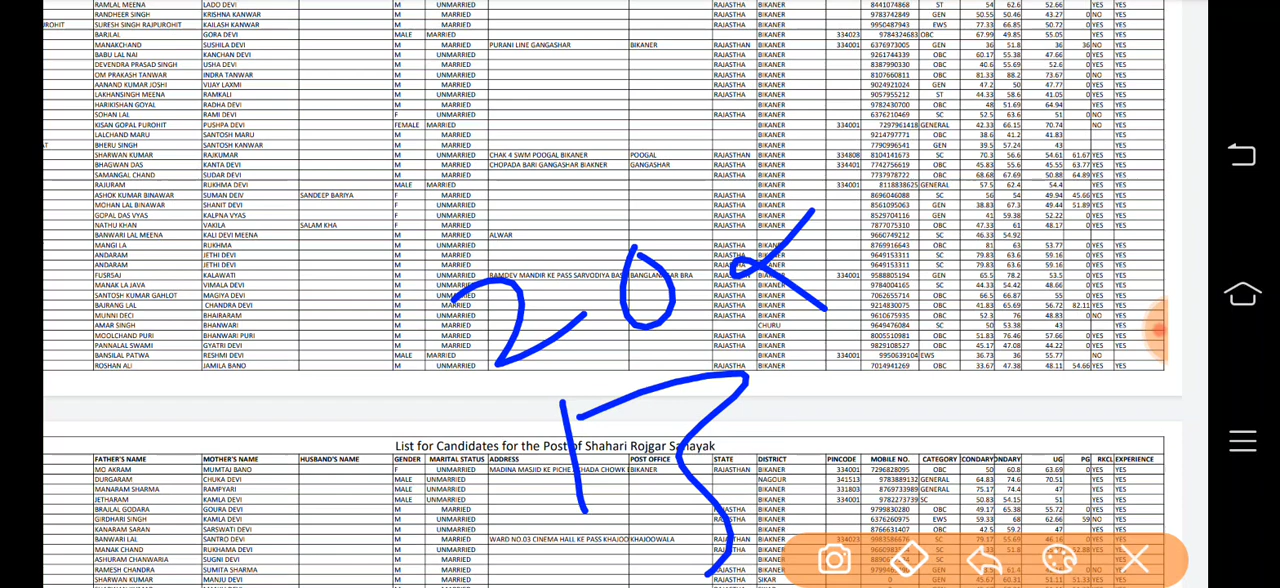 RAMLAL MEENA LADO DEVI M UNMARRIED RAJASTHA BIKANER 8441074868 ST 54 62.6 52.62 YES YES
RANDHEER SINGH KRISHNA KANWAR M MARRIED RAJASTHA BIKANER 9783742849 GEN 50.55 50.46 43.27 0 NO YES
UROHIT SURESH SINGH RAJPUROHIT KAILASH KANWAR M MARRIED RAJASTHA BIKANER 9950487943 EWS 77.33 66.85 50.72 0 YES YES
BARJLAL GORA DEVI MALE MARRIED BIKANER 334023 9784324683 OBC 67.99 49.85 55.05 YES YES
MANAKCHAND SUSHILA DEVI M MARRIED PURANI LINE GANGASHAR BIKANER RAJASTHAN BIKANER 334001 6376973005 GEN 36 51.8 36 36 NO YES
BABU LAL NAI KANCHAN DEVI M UNMARRIED RAJASTHA BIKANER 9261744339 OBC 60.17 55.38 47.66 0 YES YES
DEVENDRA PRASAD SINGH USHA DEVI M MARRIED RAJASTHA BIKANER 8387990330 OBC 40.6 55.69 52.6 0 YES YES
OM PRAKASH TANWAR INDRA TANWAR M MARRIED RAJASTHA BIKANER 8107660811 OBC 81.33 88.2 73.67 0 NO YES
AANAND KUMAR JOSHI VIJAY LAXMI M MARRIED RAJASTHA BIKANER 9024921024 GEN 47.2 50 47.77 0 YES YES
LAKHANSINGH MEENA RAMKALI M UNMARRIED RAJASTHA BIKANER 9057955212 ST 44.33 58.6 41.05 0 YES YES
HARIKISHAN GOYAL RADHA DEVI M MARRIED BIKANER 9782430700 OBC 48 51.69 64.94 YES YES
SOHAN LAL RAMI DEVI F UNMARRIED RAJASTHA BIKANER 6376210469 SC 52.5 63.6 51 0 YES YES
KISAN GOPAL PUROHIT PUSHPA DEVI FEMALE MARRIED BIKANER 334001 7297961418 GENERAL 42.33 66.15 70.74 NO YES
LALCHAND MARU SANTOSH MARU M MARRIED BIKANER 9214797771 OBC 38.6 41.2 41.83 YES
AT BHERU SINGH SANTOSH KANWAR M MARRIED BIKANER 7790996541 GEN 39.5 57.24 43 YES
SHARWAN KUMAR RAJKUMAR M UNMARRIED CHAK 4 SWM POOGAL BIKANER POOGAL RAJASTHAN BIKANER 334808 8104141673 SC 70.3 56.6 54.61 61.67 YES YES
BHAGWAN DAS KANTA DEVI M MARRIED CHOPADA BARI GANGASHAR BIAKNER GANGASHAR RAJASTHA BIKANER 334401 7742756619 OBC 45.83 55.6 45.55 63.77 YES YES
SAMANGAL CHAND SUDAR DEVI M MARRIED RAJASTHA BIKANER 7737978722 OBC 68.68 67.69 50.88 64.89 YES YES
RAJURAM RUKHMA DEVI MALE MARRIED BIKANER 334001 8118838625 GENERAL 57.5 62.4 54.4 YES YES
ASHOK KUMAR BINAWAR SUMAN DEIV SANDEEP BARIYA F MARRIED RAJASTHA BIKANER 8696046088 SC 56 54 49.94 45.66 YES YES
MOHAN LAL BINAWAR SHANIT DEVI F UNMARRIED RAJASTHA BIKANER 8561095063 GEN 38.83 67.3 49.44 51.89 YES YES
GOPAL DAS VYAS KALPNA VYAS F UNMARRIED RAJASTHA BIKANER 8529704116 GEN 41 59.38 52.22 0 YES YES
NATHU KHAN VAKILA SALAM KHA F MARRIED RAJASTHA BIKANER 7877075310 OBC 47.33 61 48.17 0 YES YES
BANWARI LAL MEENA KALI DEVI MEENA M MARRIED ALWAR 9660749212 SC 46.33 54.92 YES
MANGI LA RUKHMA M UNMARRIED RAJASTHA BIKANER 8769916643 OBC 81 63 53.77 0 YES YES
ANDARAM JETHI DEVI M MARRIED RAJASTHA BIKANER 9649153311 SC 79.83 63.6 59.16 0 YES YES
ANDARAM JETHI DEVI M MARRIED BIKANER 9649153311 SC 79.83 63.6 59.16 0 YES YES
FUSRSAJ KALAWATI M UNMARRIED RAMDEV MANDIR KE PASS SARVODIYA BAS BRA 334001 9588805194 GEN 65.5 78.2 53.5 0 YES YES
MANAK LA JAVA VIMALA DEVI M RAJASTHA BIKANER 9784004165 SC 44.33 54.42 48.66 0 YES YES
SANTOSH KUMAR GAHLOT MAGIYA DEVI M RAJASTHA BIKANER 7062655714 OBC 66.5 66.87 55 0 YES YES
BAJRANG LAL CHANDRA DEVI M MARRIED RAJASTHA BIKANER 9214830075 OBC 41.83 65.69 56.72 82.11 YES YES
MUNNI DECI BHAIRARAM M UNMARRIED RAJASTHA BIKANER 9610675935 OBC 52.3 76 48.83 0 NO YES
AMAR SINGH BHANWARI M MARRIED CHURU 9649476084 SC 50 53.38 43 YES
MOOLCHAND PURI BHANWARI PURI M MARRIED RAJASTHA BIKANER 8005510983 OBC 51.83 76.46 57.66 0 YES YES
PANNALAL SWAMI GYATRI DEVI M MARRIED RAJASTHA BIKANER 9829108527 OBC 45.17 47.08 44.22 0 YES YES
BANSILAL PATWA RESHMI DEVI MALE MARRIED BIKANER 334001 9950639104 EWS 36.73 36 55.77 NO
ROSHAN ALI JAMILA BANO M UNMARRIED RAJASTHA BIKANER 7014941269 OBC 33.67 47.38 48.11 54.66 YES YES
List for Candidates for the Post of Shahari Rojgar Sahayak
FATHER'S NAME MOTHER'S NAME HUSBAND'S NAME GENDER MARITAL STATUS ADDRESS POST OFFICE STATE DISTRICT PINCODE MOBILE NO. CATEGORY CONDARY NDARY UG PG RKCL EXPERIENCE
MO AKRAM MUMTAJ BANO F UNMARRIED MADINA MASJID KE PICHE BIKANER RAJASTHAN BIKANER 334001 7296828095 OBC 50 60.8 63.69 0 YES YES
DURGARAM CHUKA DEVI MALE UNMARRIED NAGOUR 341513 9783889132 GENERAL 64.83 74.6 70.51 YES YES
MANARAM SHARMA RAMPYARI MALE UNMARRIED BIKANER 331803 8769733989 GENERAL 75.17 74.4 47 YES YES
JETHARAM KAMLA DEVI MALE UNMARRIED BIKANER 334001 9782273739 SC 50.83 54.15 51 YES YES
BRAJLAL GODARA GOURA DEVI M MARRIED BIKANER 9799830280 OBC 49.17 65.38 55.72 0 YES YES
GIRDHARI SINGH KAMLA DEVI M UNMARRIED BIKANER 6376260975 EWS 59.33 68 62.66 59 NO YES
KANARAM SARAN SARSWATI DEVI M UNMARRIED BIKANER 8766631407 OBC 42.5 59.2 47 YES YES
BANWARI LAL SANTRO DEVI M MARRIED WARD NO.03 CINEMA HALL KE PASS KHAJOO KHAJOOWALA RAJASTHAN
MANAK CHAND RUKHAMA DEVI M MARRIED
ASHURAM CHANWARIA SUGNI DEVI M MARRIED
RAMESH CHANDRA SUMITA SHARMA M MARRIED
SHARWAN KUMAR MANJU DEVI M UNMARRIED RAJASTHA SIKAR